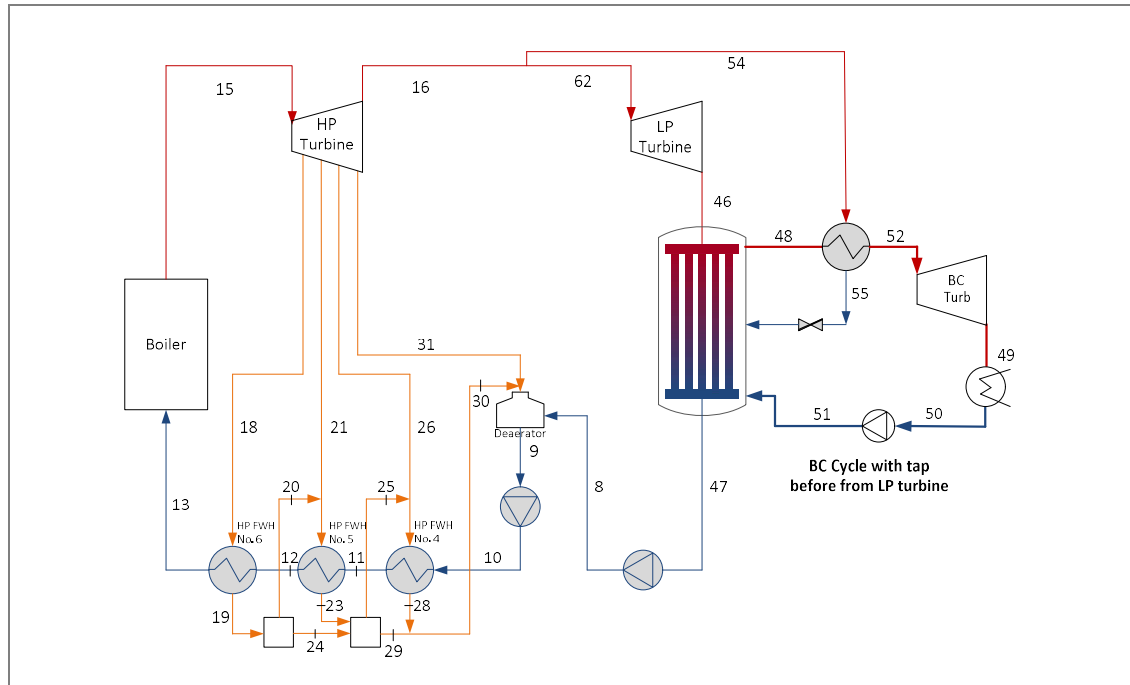 54
15
16
62
HP
Turbine
LP
Turbine
46
48
52
BC
Turb
55
Boiler
31
49
30
Deaerator
51
50
18
21
26
9
BC Cycle with tap
before from LP turbine
8
47
20
25
13
HP FWH
No.6
HP FWH
No.5
HP FWH
No.4
12
11
10
19
23
28
24
29